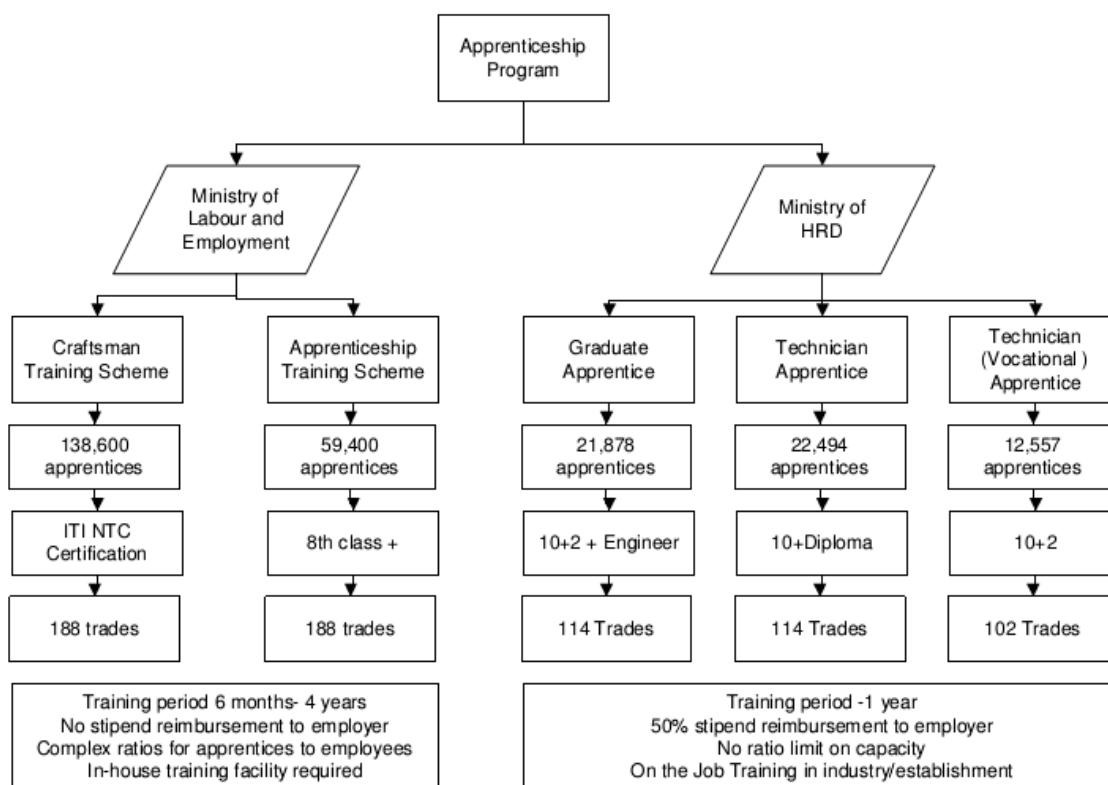 Apprenticeship
Program
Ministry of
Labour and
Employment
Ministry of
HRD
Craftsman
Training Scheme
Apprenticeship
Training Scheme
Graduate
Apprentice
Technician
Apprentice
Technician
(Vocational )
Apprentice
138,600
apprentices
59,400
apprentices
21,878
apprentices
22,494
apprentices
12,557
apprentices
ITI NTC
Certification
8th class +
10+2 + Engineer
10+Diploma
10+2
188 trades
188 trades
114 Trades
114 Trades
102 Trades
Training period 6 months- 4 years
No stipend reimbursement to employer
Complex ratios for apprentices to employees
In-house training facility required
Training period -1 year
50% stipend reimbursement to employer
No ratio limit on capacity
On the Job Training in industry/establishment